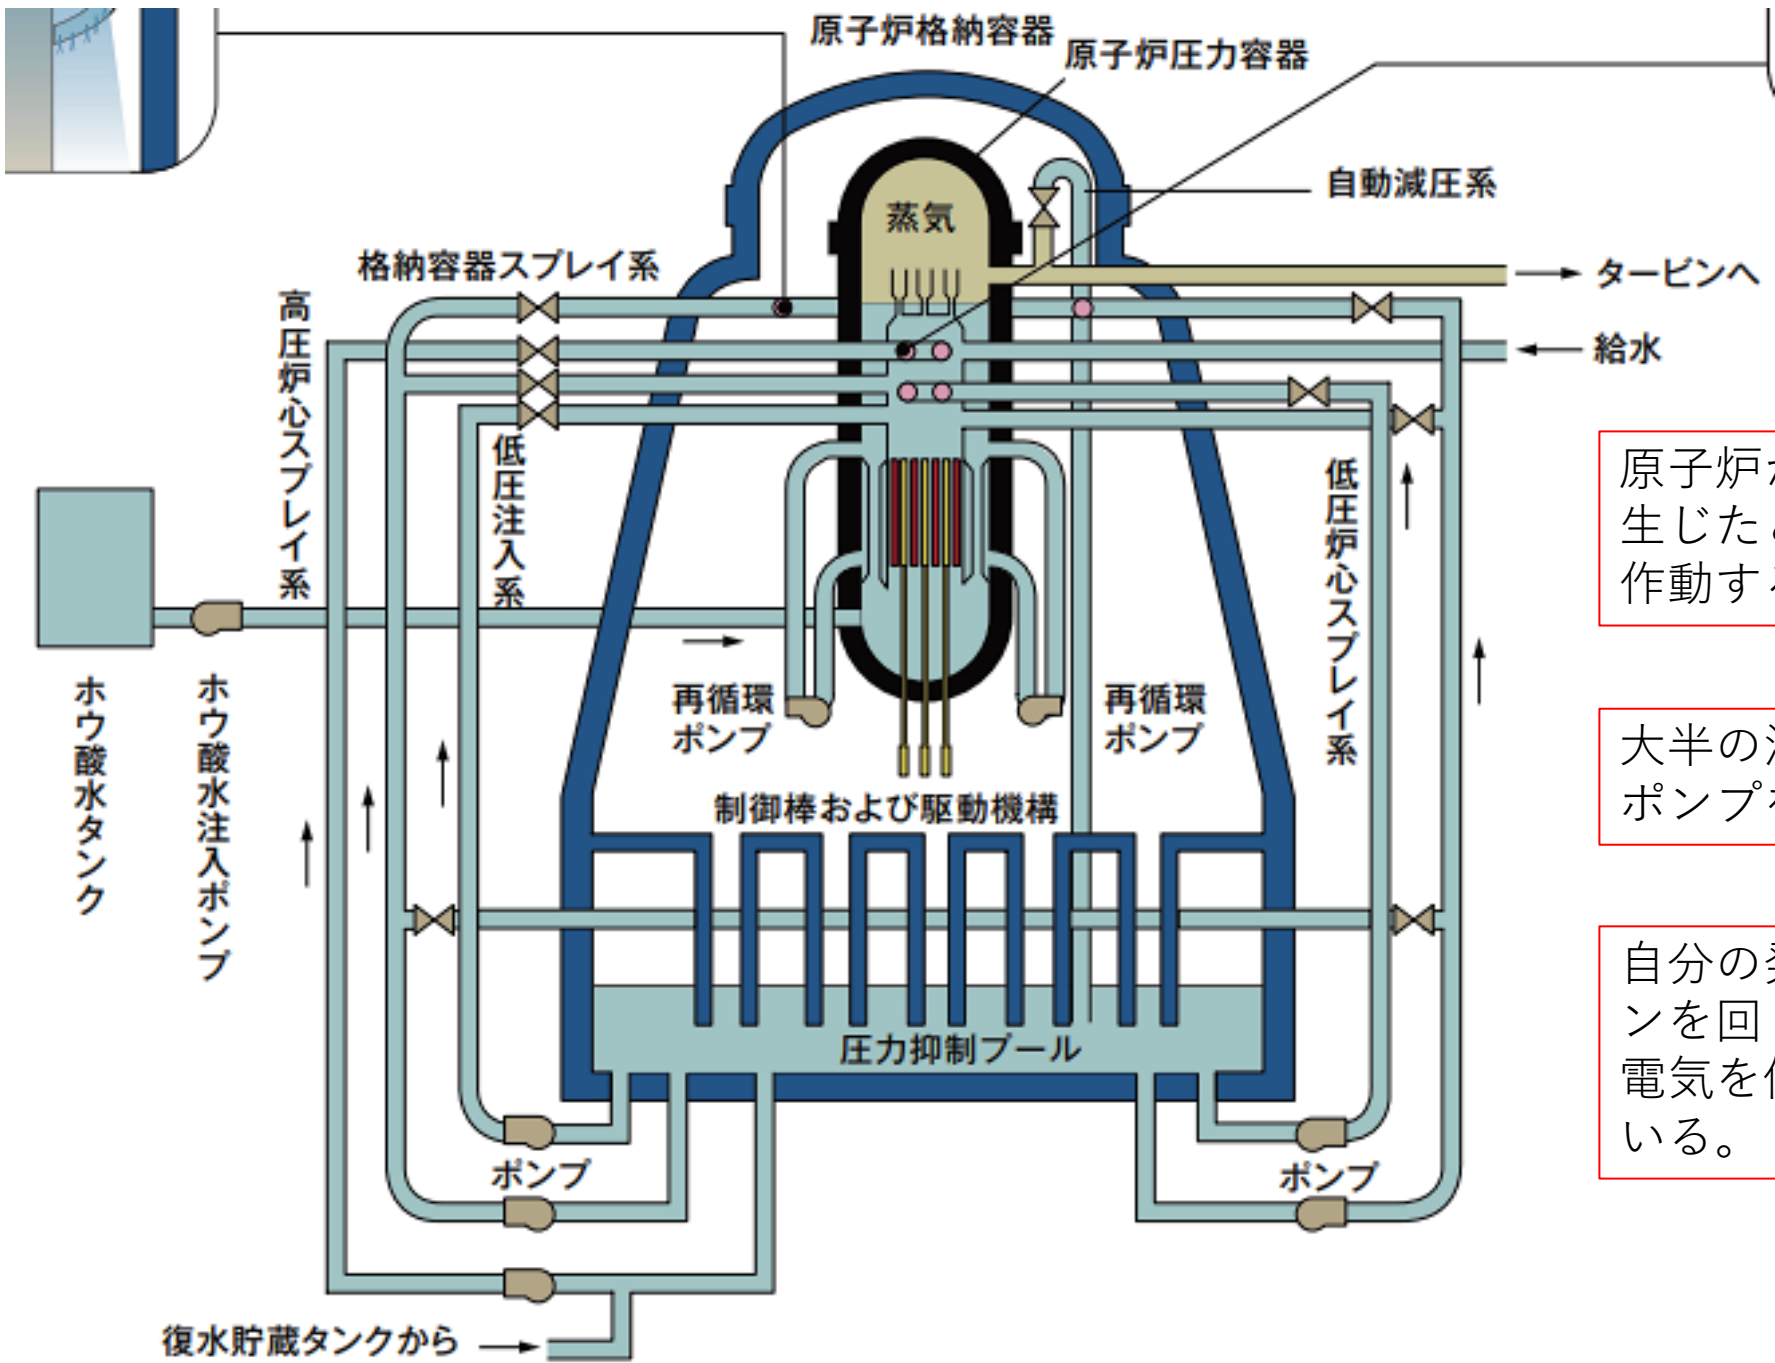 原子炉格納容器
原子炉圧力容器
自動減圧系
蒸気
格納容器スプレイ系
タービンへ
給水
高圧炉心スプレイ系
低圧注入系
低圧炉心スプレイ系
原子炉が
生じたと
作動する
ホウ酸水タンク
ホウ酸水注入ポンプ
再循環
ポンプ
再循環
ポンプ
大半の
ポンプを
制御棒および駆動機構
自分の発
ンを回
電気を
いる。
圧力抑制プール
ポンプ
ポンプ
復水貯蔵タンクから